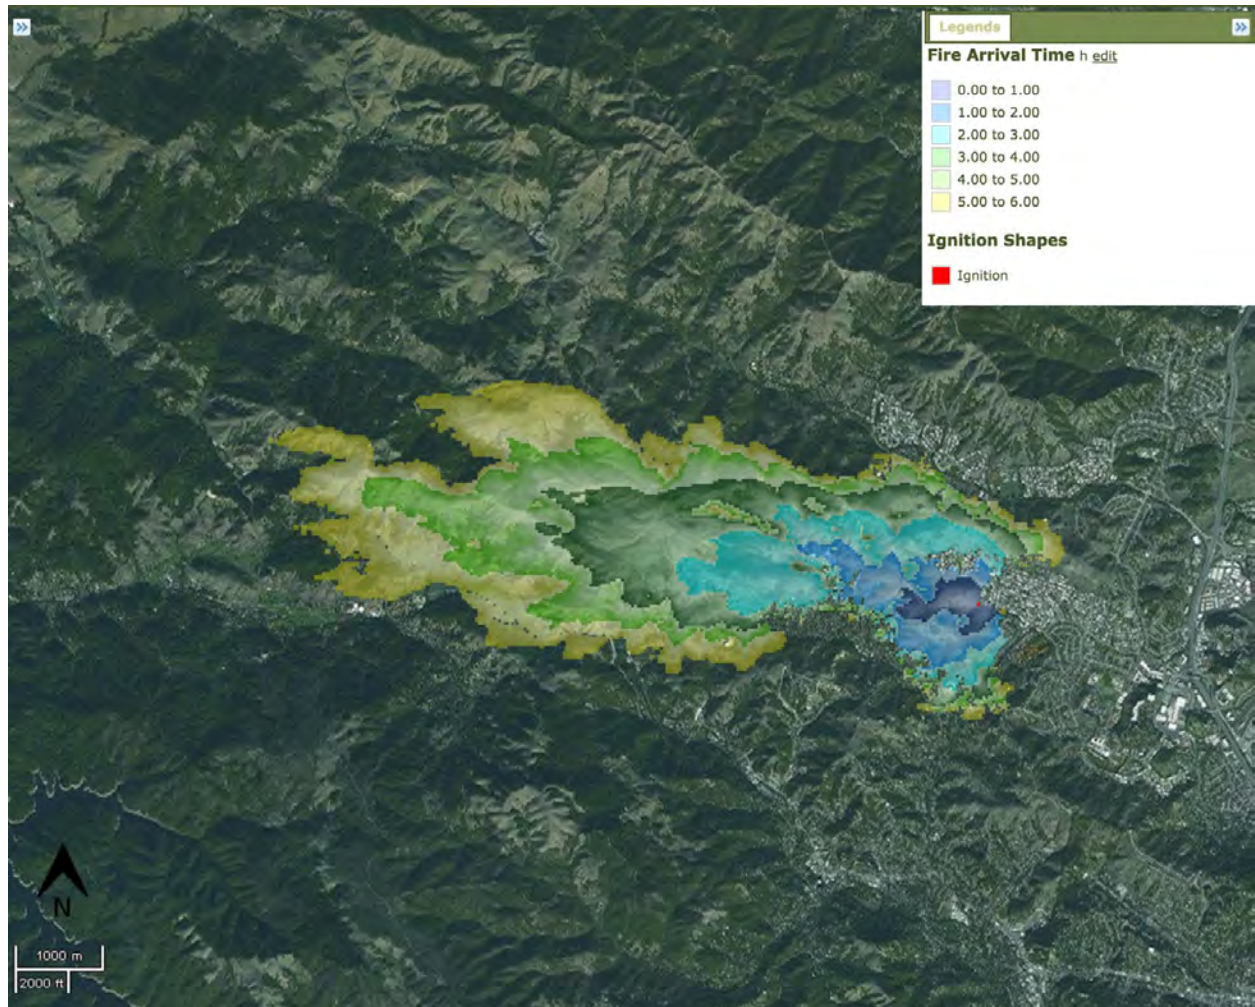 Legends
Fire Arrival Time h edit
0.00 to 1.00
1.00 to 2.00
2.00 to 3.00
3.00 to 4.00
4.00 to 5.00
5.00 to 6.00
Ignition Shapes
Ignition
N
1000 m
2000 ft